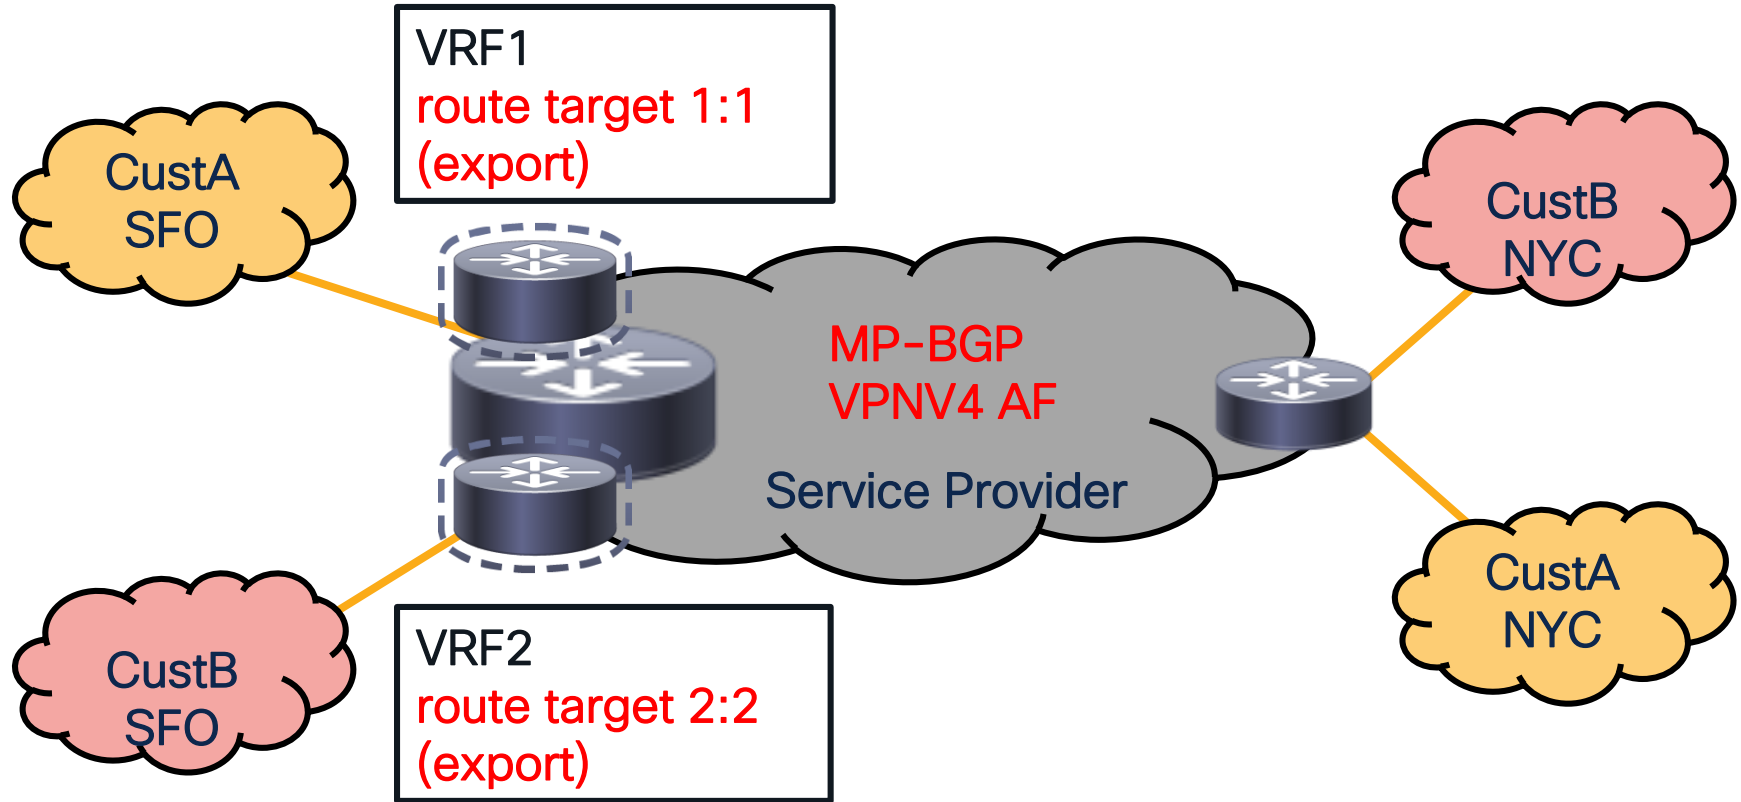 VRF1
route target 1:1
(export)
CustA
SFO
CustB
NYC
MP-BGP
VPNV4 AF
Service Provider
CustA
NYC
CustB
SFO
VRF2
route target 2:2
(export)